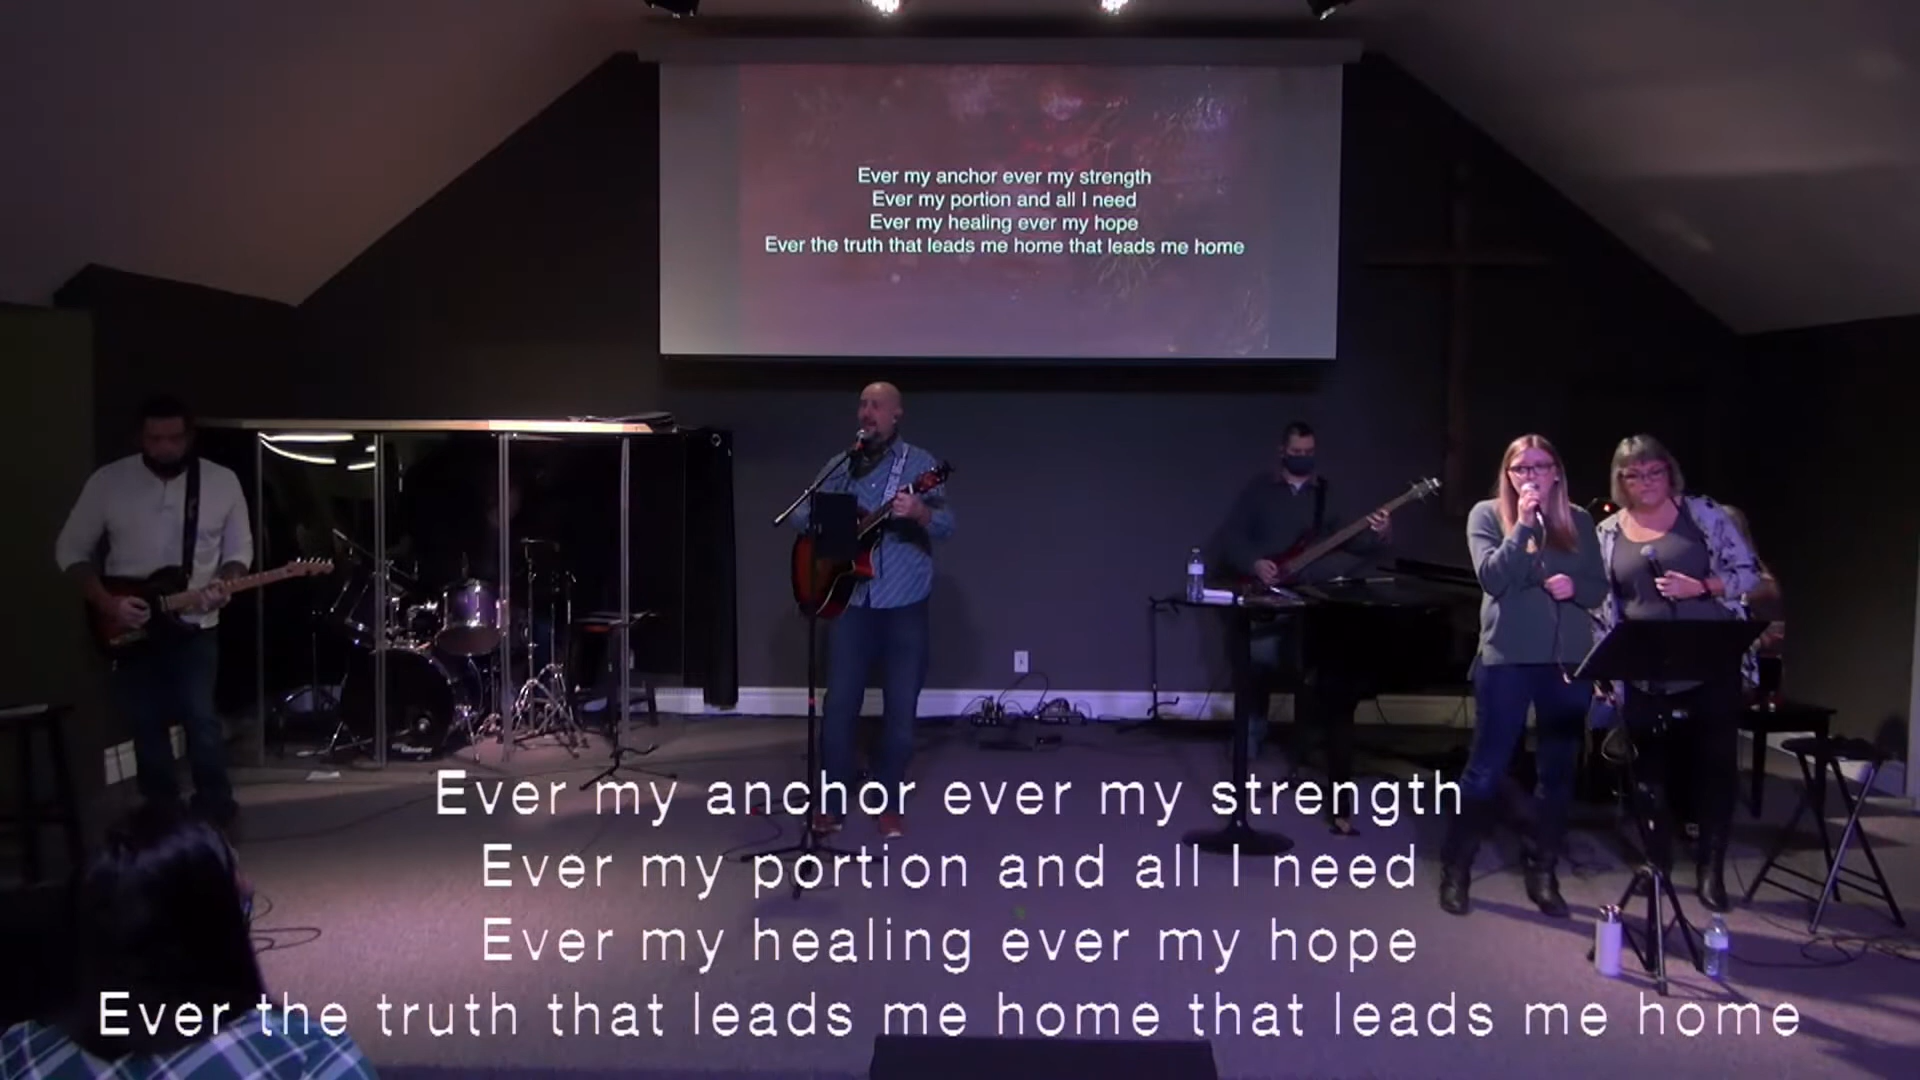 Ever my anchor ever my strength
Ever my portion and all I need
Ever my healing ever my hope
Ever the truth that leads me home that leads me home
Ever my anchor ever my strength
Ever my portion and all I need
Ever my healing ever my hope
Ever the truth that leads me home that leads me home